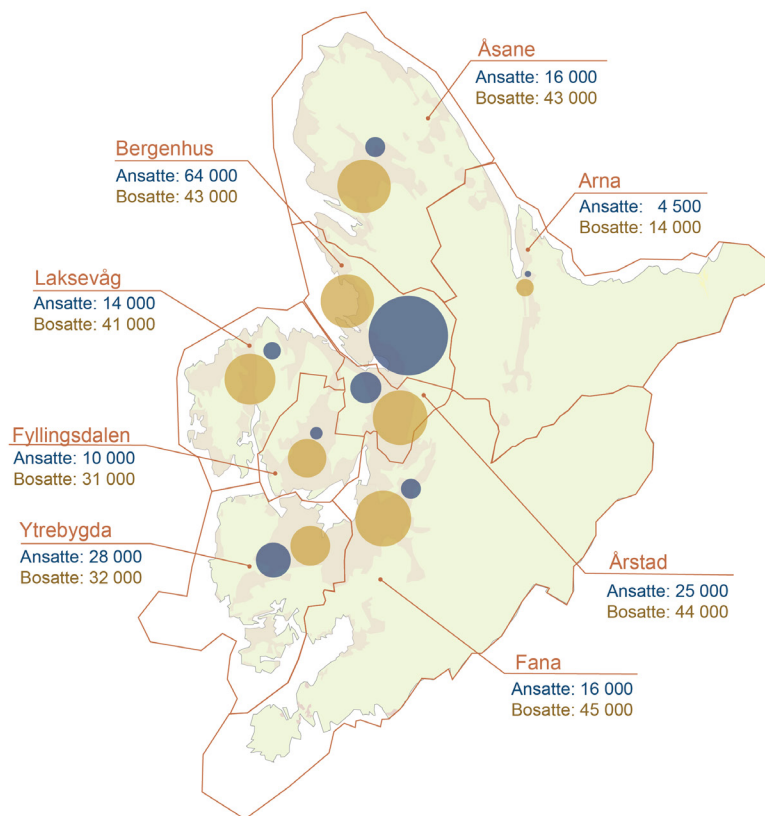 Åsane
Ansatte: 16 000
Bosatte: 43 000
Bergenhus
Ansatte: 64 000
Bosatte: 43 000
Arna
Ansatte: 4 500
Bosatte: 14 000
Laksevåg
Ansatte: 14 000
Bosatte: 41 000
Fyllingsdalen
Ansatte: 10 000
Bosatte: 31 000
Ytrebygda
Ansatte: 28 000
Bosatte: 32 000
Årstad
Ansatte: 25 000
Bosatte: 44 000
Fana
Ansatte: 16 000
Bosatte: 45 000